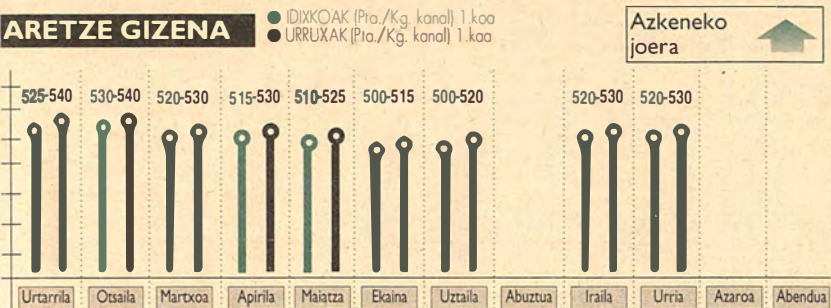 ARETZE GIZENA
IDIXKOAK (Pta./Kg. kanal) 1.koa
URRUXAK (Pta./Kg. kanal) 1.koa
Azkeneko
joera
525-540 530-540 520-530 515-530 510-525 500-515 500-520 520-530 520-530
Urtarrila Otsaila Martxoa Apirila Maiatza Ekaina Uztaila Abuztua Iraila Urria Azaroa Abendu